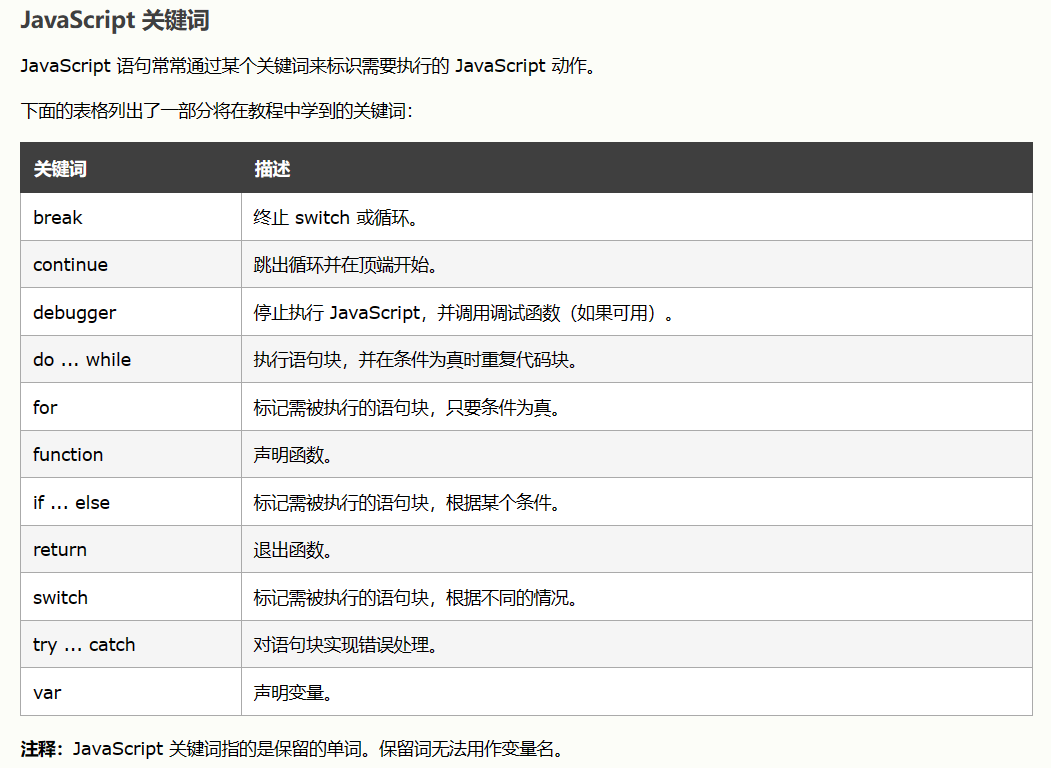 JavaScript 关键词
JavaScript 语句常常通过某个关键词来标识需要执行的 JavaScript 动作。
下面的表格列出了一部分将在教程中学到的关键词：
关键词 描述
break 终止 switch 或循环。
continue 跳出循环并在顶端开始。
debugger 停止执行 JavaScript，并调用调试函数（如果可用）。
do ... while 执行语句块，并在条件为真时重复代码块。
for 标记需被执行的语句块，只要条件为真。
function 声明函数。
if ... else 标记需被执行的语句块，根据某个条件。
return 退出函数。
switch 标记需被执行的语句块，根据不同的情况。
try ... catch 对语句块实现错误处理。
var 声明变量。
注释：JavaScript 关键词指的是保留的单词。保留词无法用作变量名。